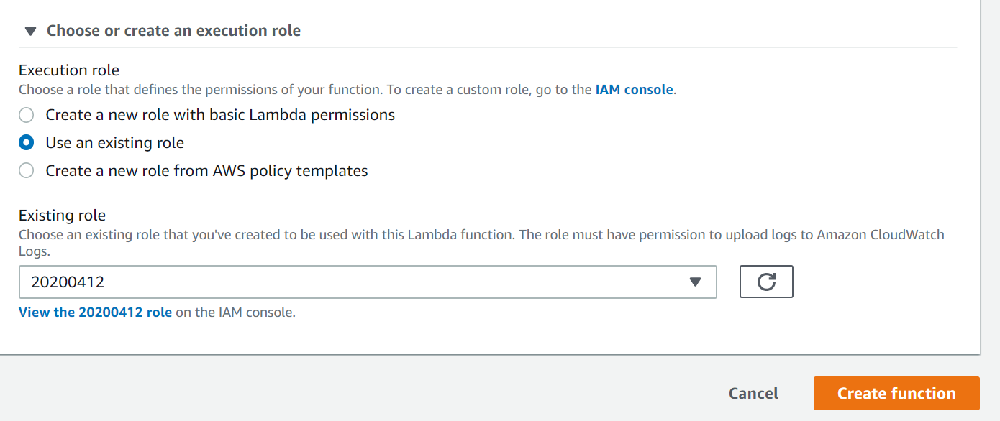 Choose or create an execution role
Execution role
Choose a role that defines the permissions of your function. To create a custom role, go to the IAM console.
Create a new role with basic Lambda permissions
Use an existing role
Create a new role from AWS policy templates
Existing role
Choose an existing role that you've created to be used with this Lambda function. The role must have permission to upload logs to Amazon CloudWatch
Logs.
20200412
View the 20200412 role on the IAM console.
Cancel
Create function